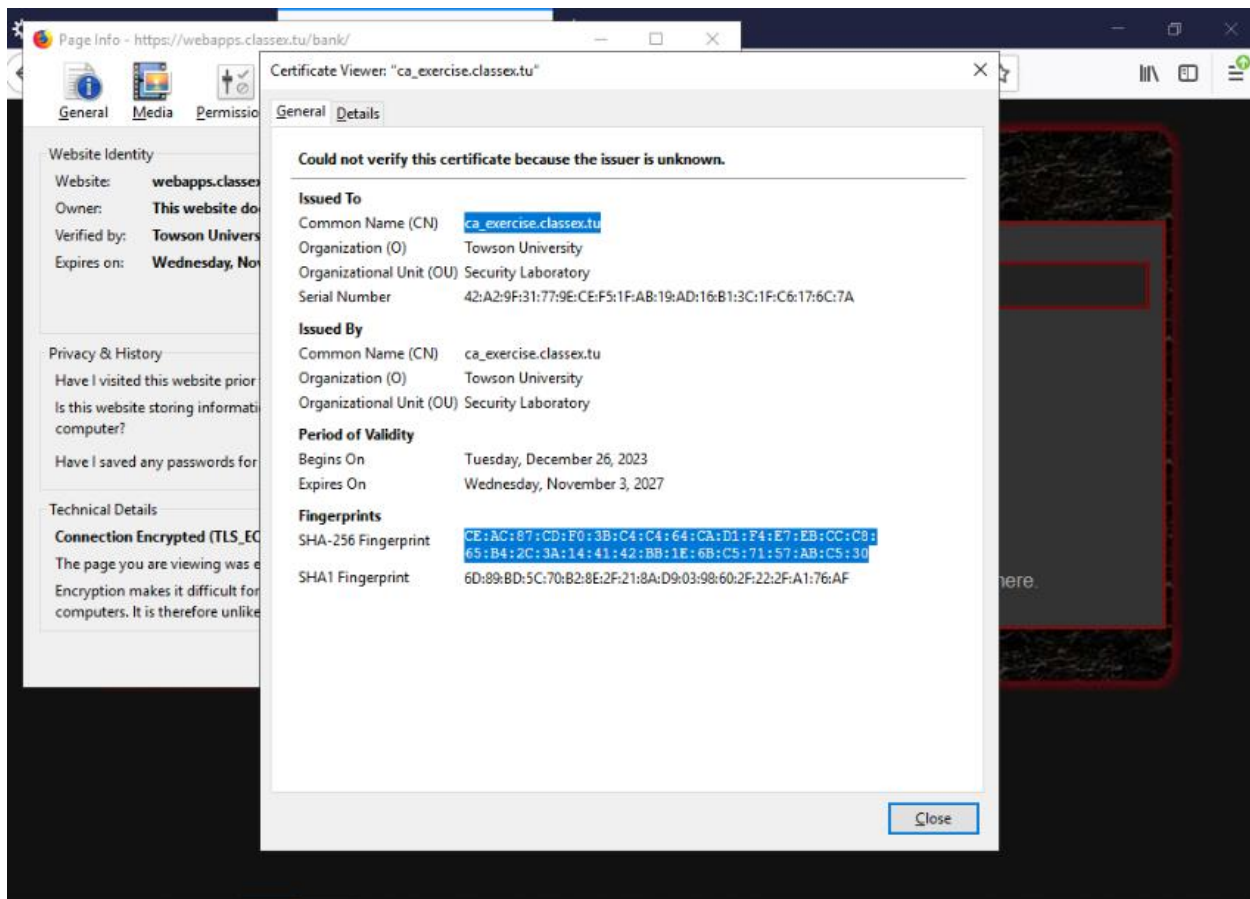 Page Info - https://webapps.classex.tu/bank/
General Media Permissio
Website Identity
Website: webapps.classex
Owner: This website do
Verified by: Towson Univers
Expires on: Wednesday, Nov
Privacy & History
Have I visited this website prior
Is this website storing informati
computer?
Have I saved any passwords for
Technical Details
Connection Encrypted (TLS_EC
The page you are viewing was e
Encryption makes it difficult for
computers. It is therefore unlike
Certificate Viewer: "ca_exercise.classex.tu"
General Details
Could not verify this certificate because the issuer is unknown.
Issued To
Common Name (CN) ca_exercise.classex.tu
Organization (O) Towson University
Organizational Unit (OU) Security Laboratory
Serial Number 42:A2:9F:31:77:9E:CE:F5:1F:AB:19:AD:16:B1:3C:1F:C6:17:6C:7A
Issued By
Common Name (CN) ca_exercise.classex.tu
Organization (O) Towson University
Organizational Unit (OU) Security Laboratory
Period of Validity
Begins On Tuesday, December 26, 2023
Expires On Wednesday, November 3, 2027
Fingerprints
SHA-256 Fingerprint CE:AC:87:CD:F0:3B:C4:C4:64:CA:D1:F4:E7:EB:CC:C8:
65:B4:2C:3A:14:41:42:BB:1E:6B:C5:71:57:AB:C5:30
SHA1 Fingerprint 6D:89:BD:5C:70:B2:8E:2F:21:8A:D9:03:98:60:2F:22:2F:A1:76:AF
Close
here.